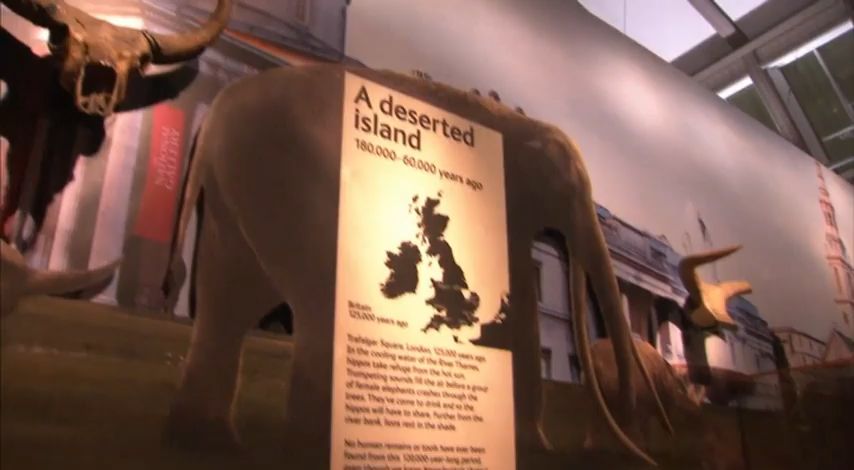 NATIONAL
GALLERY
A deserted
island
180,000–60,000 years ago
Britain
125,000 years ago
Trafalgar Square, London, 125,000 years ago.
In the cooling water of the River Thames,
hippos take refuge from the hot sun.
Trumpeting sounds fill the air before a group
of female elephants crashes through the
trees. They've come to drink and so the
hippos will have to share. Further from the
river bank, lions rest in the shade.
No human remains or tools have ever been
found from this 120,000-year-long period,